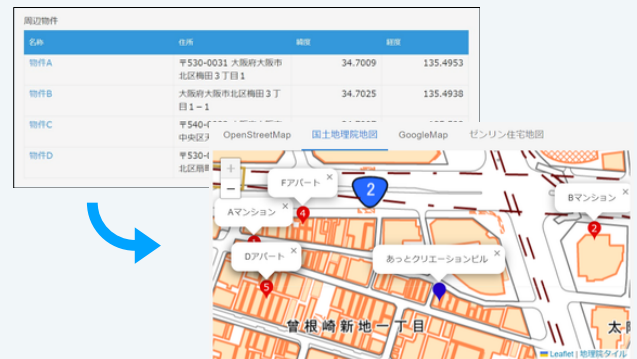 周辺物件
名称 住所 緯度 経度
物件A 〒530-0031 大阪府大阪市 34.7009 135.4953
北区梅田3丁目1
物件B 大阪府大阪市北区梅田3丁 34.7025 135.4938
目1−1
物件C 〒540-
中央区
物件D 〒530-
北区扇町
OpenStreetMap 国土地理院地図 GoogleMap ゼンリン住宅地図
+
−
Fアパート ×
2
Bマンション ×
Aマンション ×
4
2
Dアパート ×
あっとクリエーションビル ×
5
曽根崎新地一丁目
太
Leaflet | 地理院タイル